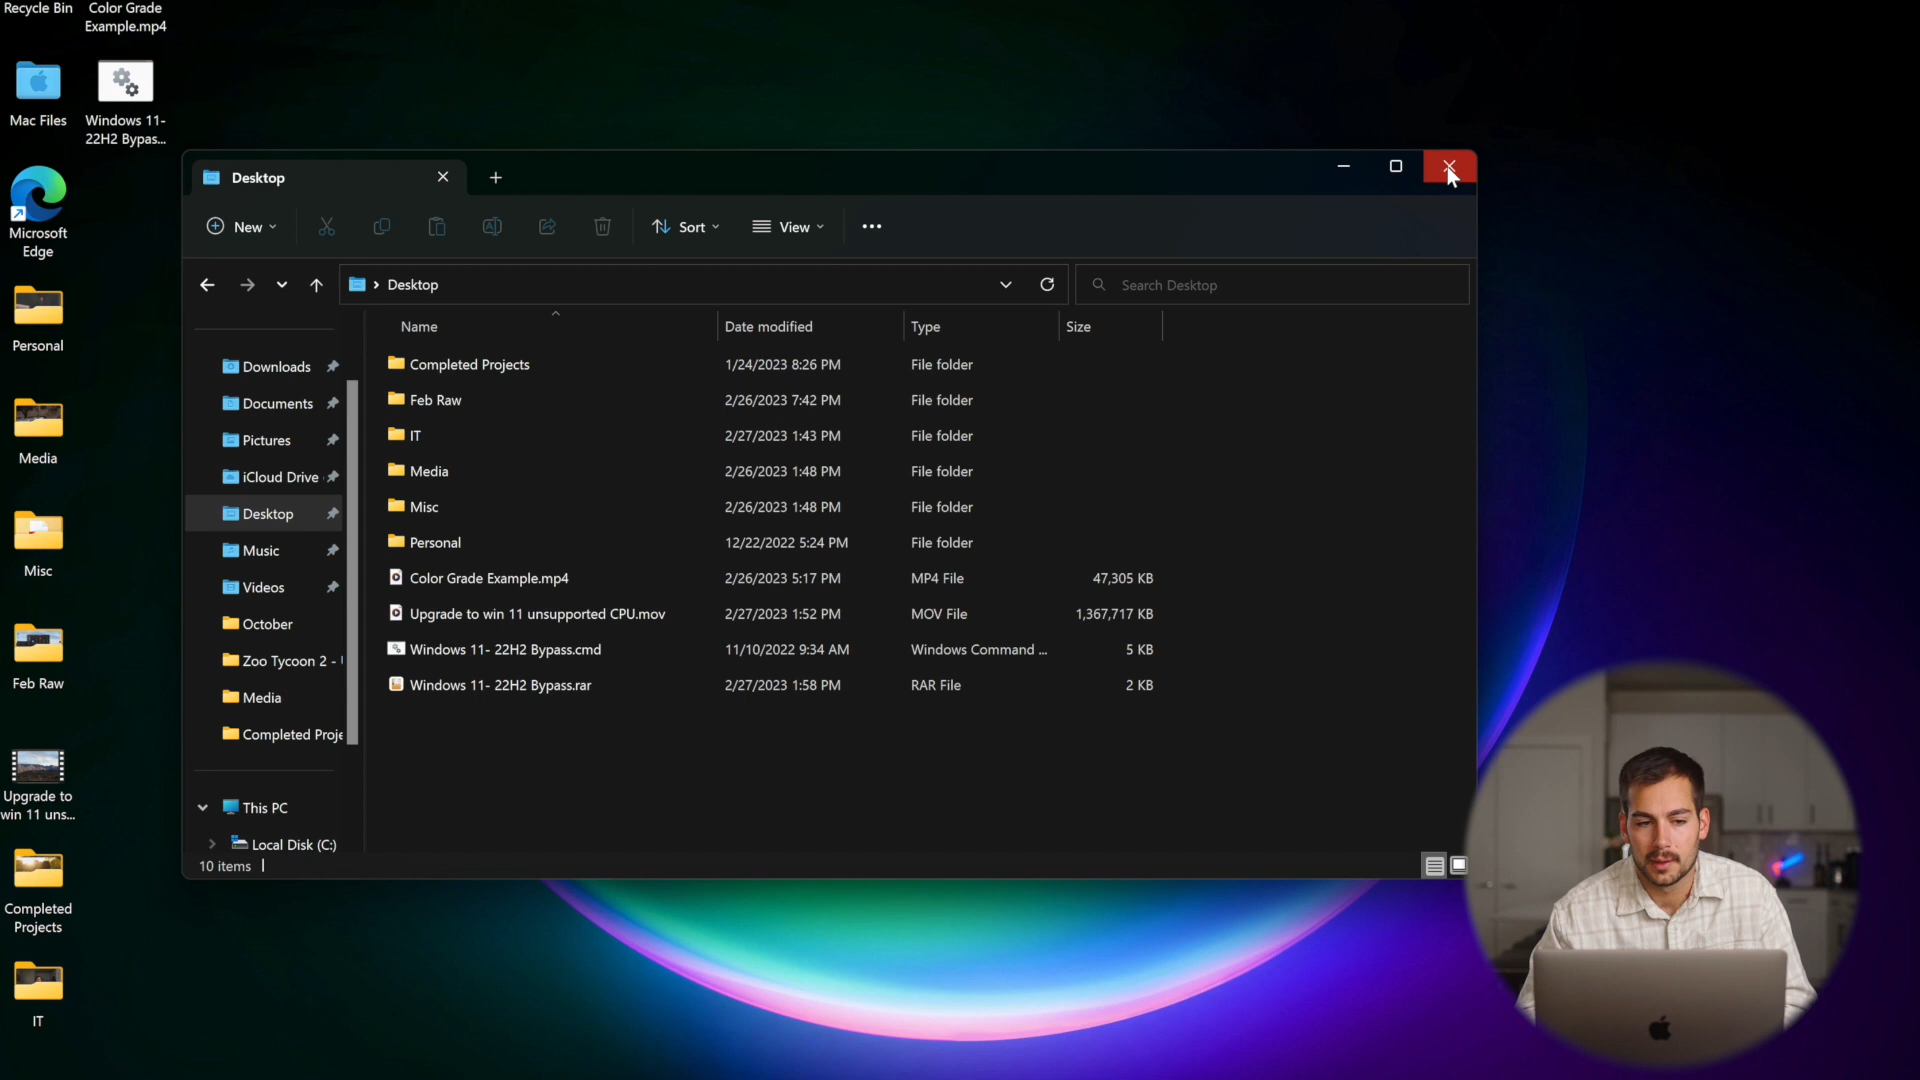 Recycle Bin
Color Grade
Example.mp4
Mac Files
Windows 11-
22H2 Bypas...
Microsoft
Edge
Personal
Media
Misc
Feb Raw
Upgrade to
win 11 uns...
Completed
Projects
IT
Desktop
New
Sort
View
Desktop
Search Desktop
Name Date modified Type Size
Completed Projects 1/24/2023 8:26 PM File folder
Feb Raw 2/26/2023 7:42 PM File folder
IT 2/27/2023 1:43 PM File folder
Media 2/26/2023 1:48 PM File folder
Misc 2/26/2023 1:48 PM File folder
Personal 12/22/2022 5:24 PM File folder
Color Grade Example.mp4 2/26/2023 5:17 PM MP4 File 47,305 KB
Upgrade to win 11 unsupported CPU.mov 2/27/2023 1:52 PM MOV File 1,367,717 KB
Windows 11- 22H2 Bypass.cmd 11/10/2022 9:34 AM Windows Command ... 5 KB
Windows 11- 22H2 Bypass.rar 2/27/2023 1:58 PM RAR File 2 KB
Downloads
Documents
Pictures
iCloud Drive
Desktop
Music
Videos
October
Zoo Tycoon 2 -
Media
Completed Proje
This PC
Local Disk (C:)
10 items